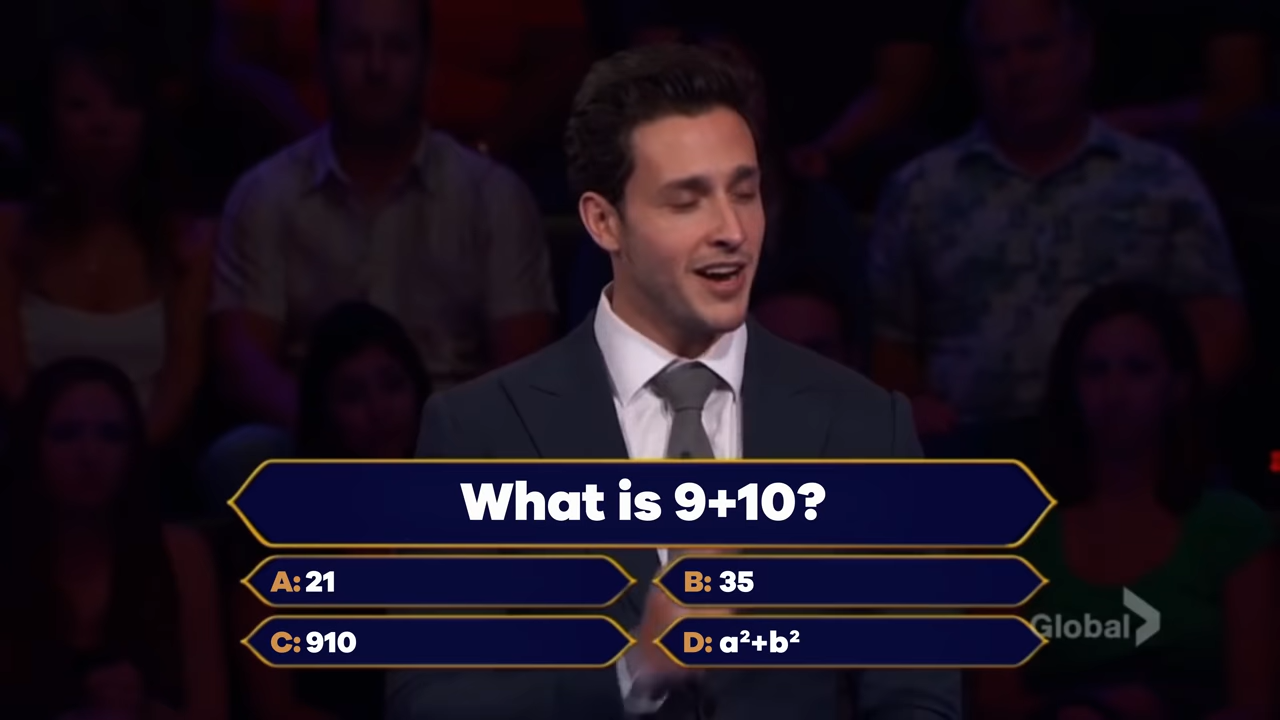 What is 9+10?
A: 21
B: 35
C: 910
D: a²+b²
Global